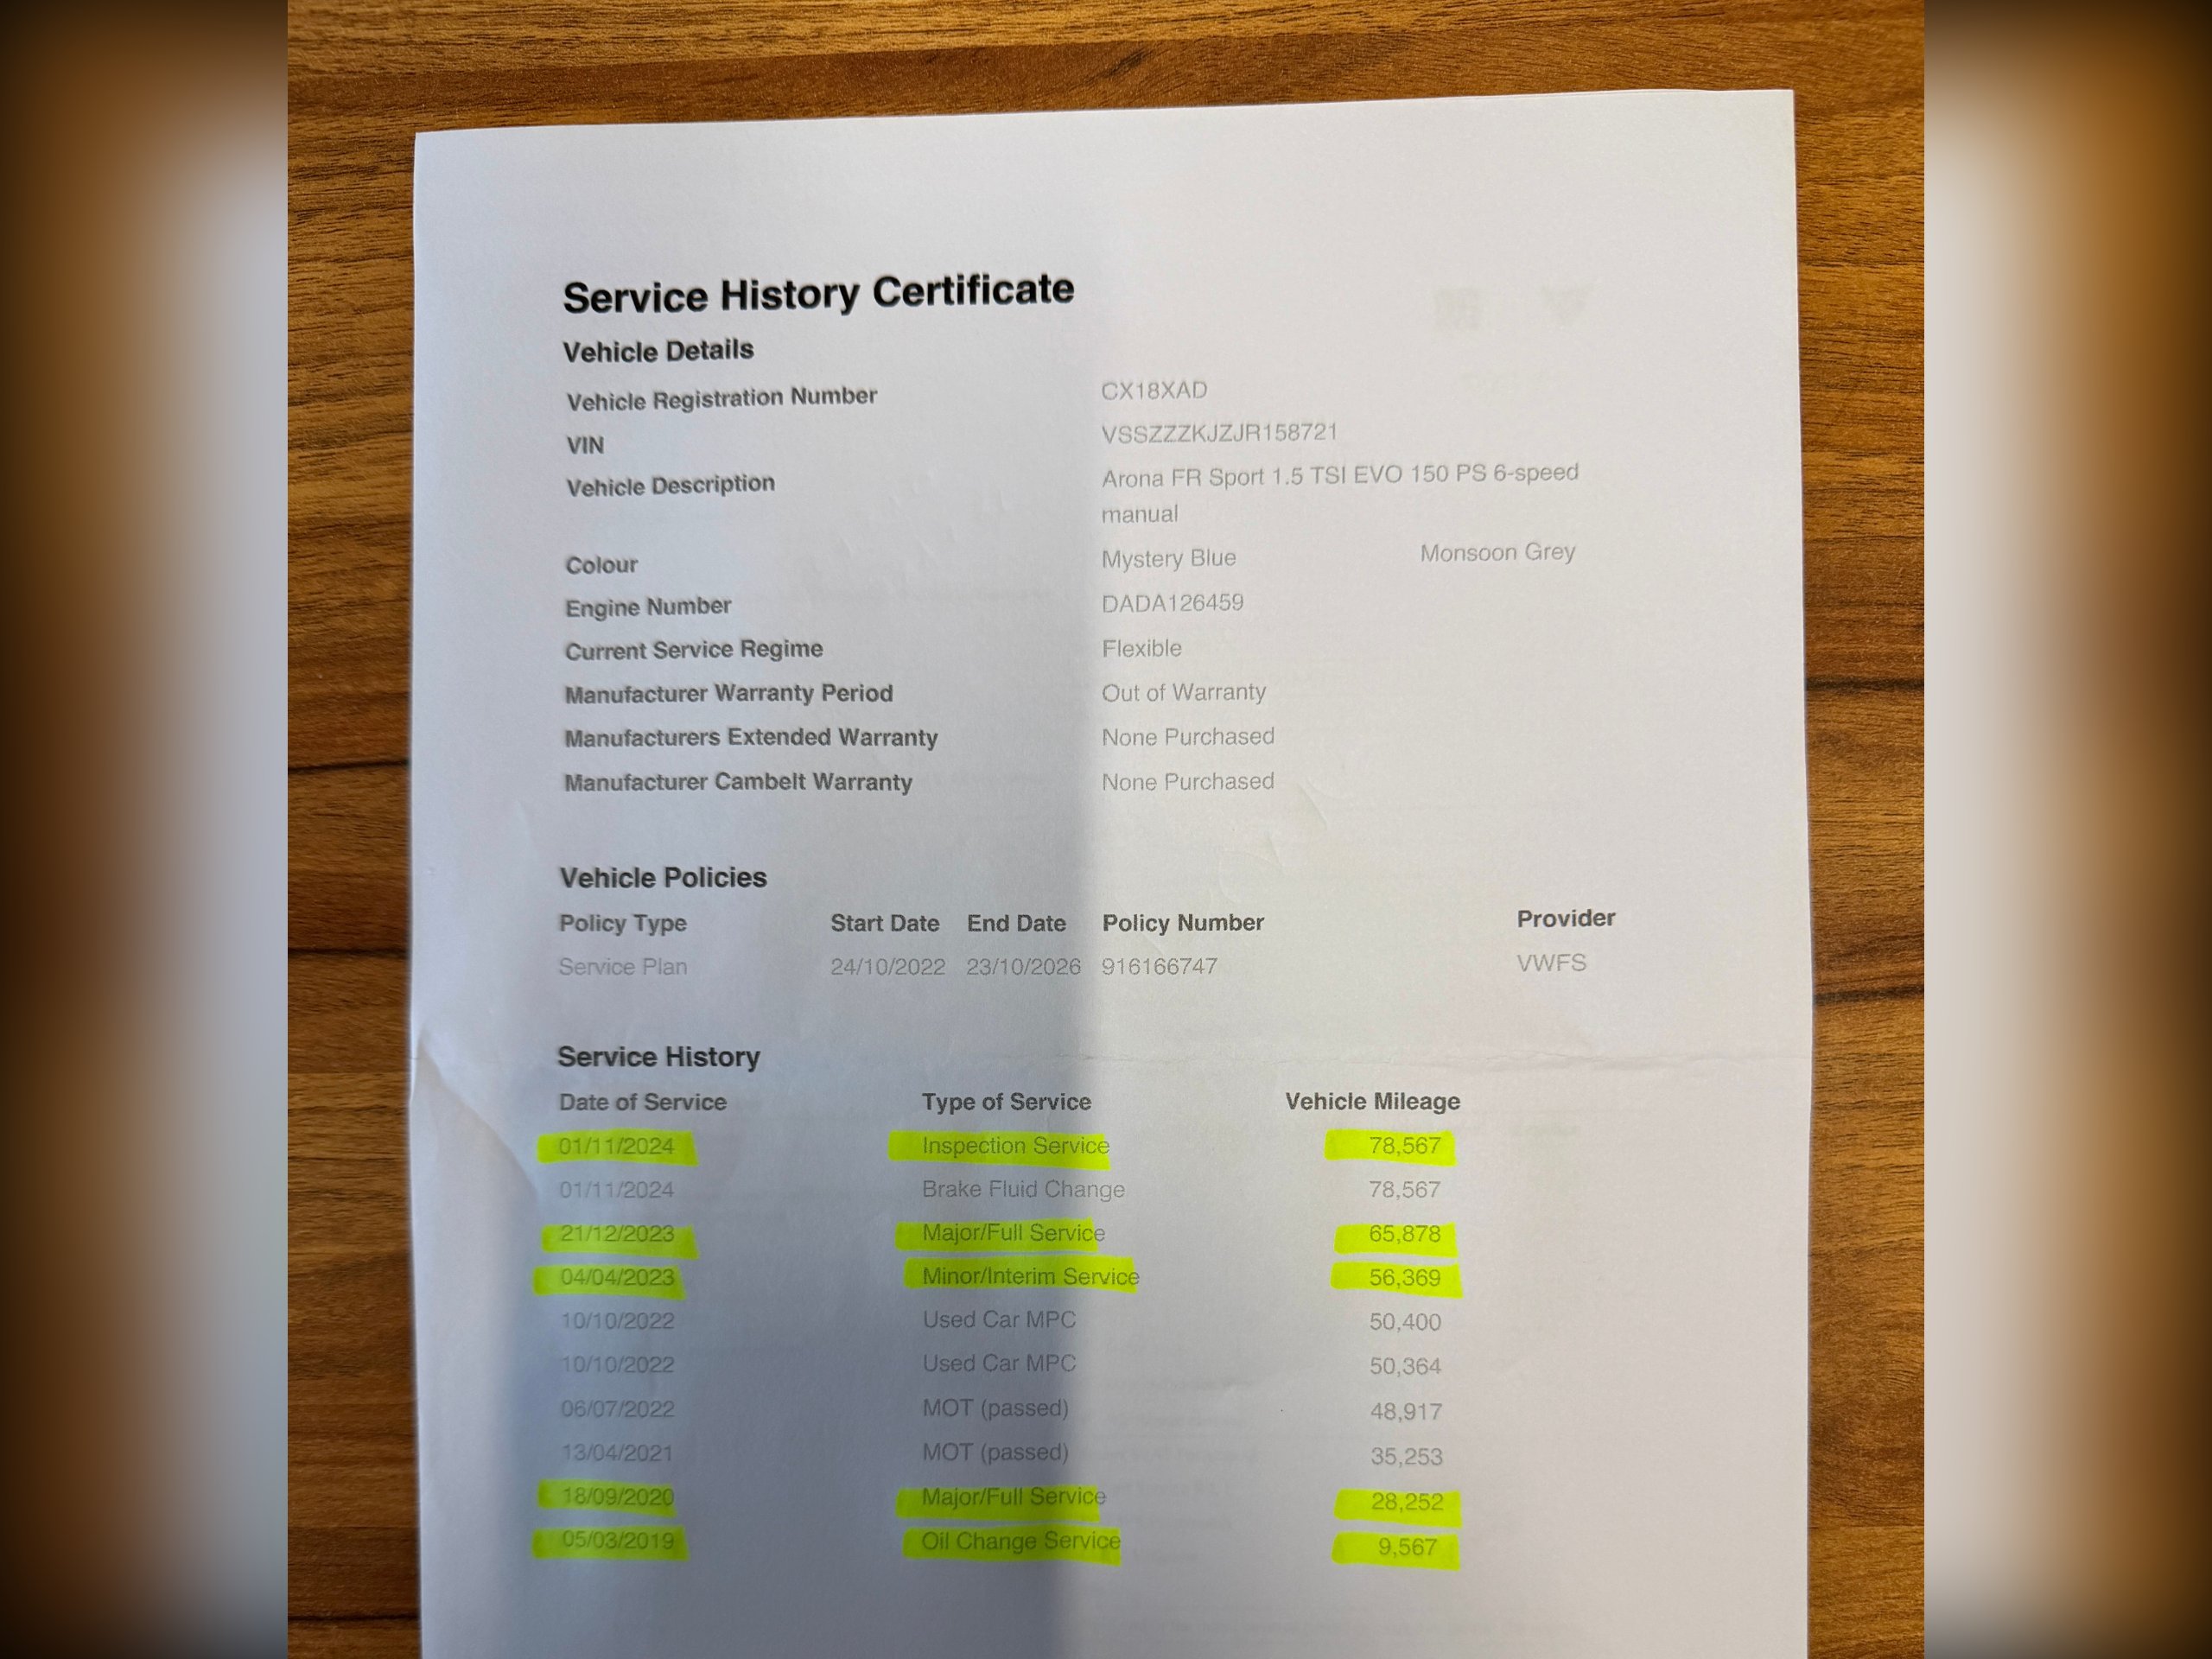 Service History Certificate
Vehicle Details
Vehicle Registration Number CX18XAD
VIN VSSZZZKJZJR158721
Vehicle Description Arona FR Sport 1.5 TSI EVO 150 PS 6-speed
manual
Colour Mystery Blue Monsoon Grey
Engine Number DADA126459
Current Service Regime Flexible
Manufacturer Warranty Period Out of Warranty
Manufacturers Extended Warranty None Purchased
Manufacturer Cambelt Warranty None Purchased
Vehicle Policies
Policy Type Start Date End Date Policy Number Provider
Service Plan 24/10/2022 23/10/2026 916166747 VWFS
Service History
Date of Service Type of Service Vehicle Mileage
01/11/2024 Inspection Service 78,567
01/11/2024 Brake Fluid Change 78,567
21/12/2023 Major/Full Service 65,878
04/04/2023 Minor/Interim Service 56,369
10/10/2022 Used Car MPC 50,400
10/10/2022 Used Car MPC 50,364
06/07/2022 MOT (passed) 48,917
13/04/2021 MOT (passed) 35,253
18/09/2020 Major/Full Service 28,252
05/03/2019 Oil Change Service 9,567